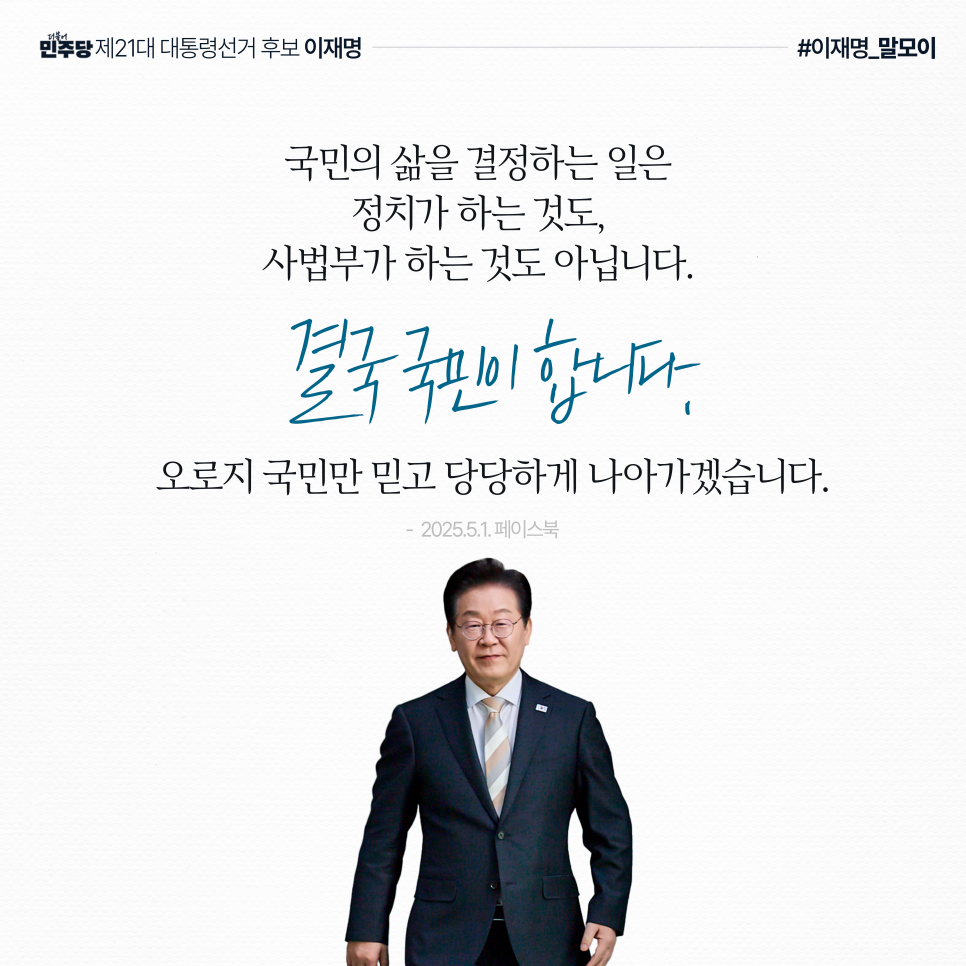 더불어
민주당 제21대 대통령선거 후보 이재명
#이재명_말모이
국민의 삶을 결정하는 일은
정치가 하는 것도,
사법부가 하는 것도 아닙니다.
결국 국민이 합니다.
오로지 국민만 믿고 당당하게 나아가겠습니다.
- 2025.5.1. 페이스북